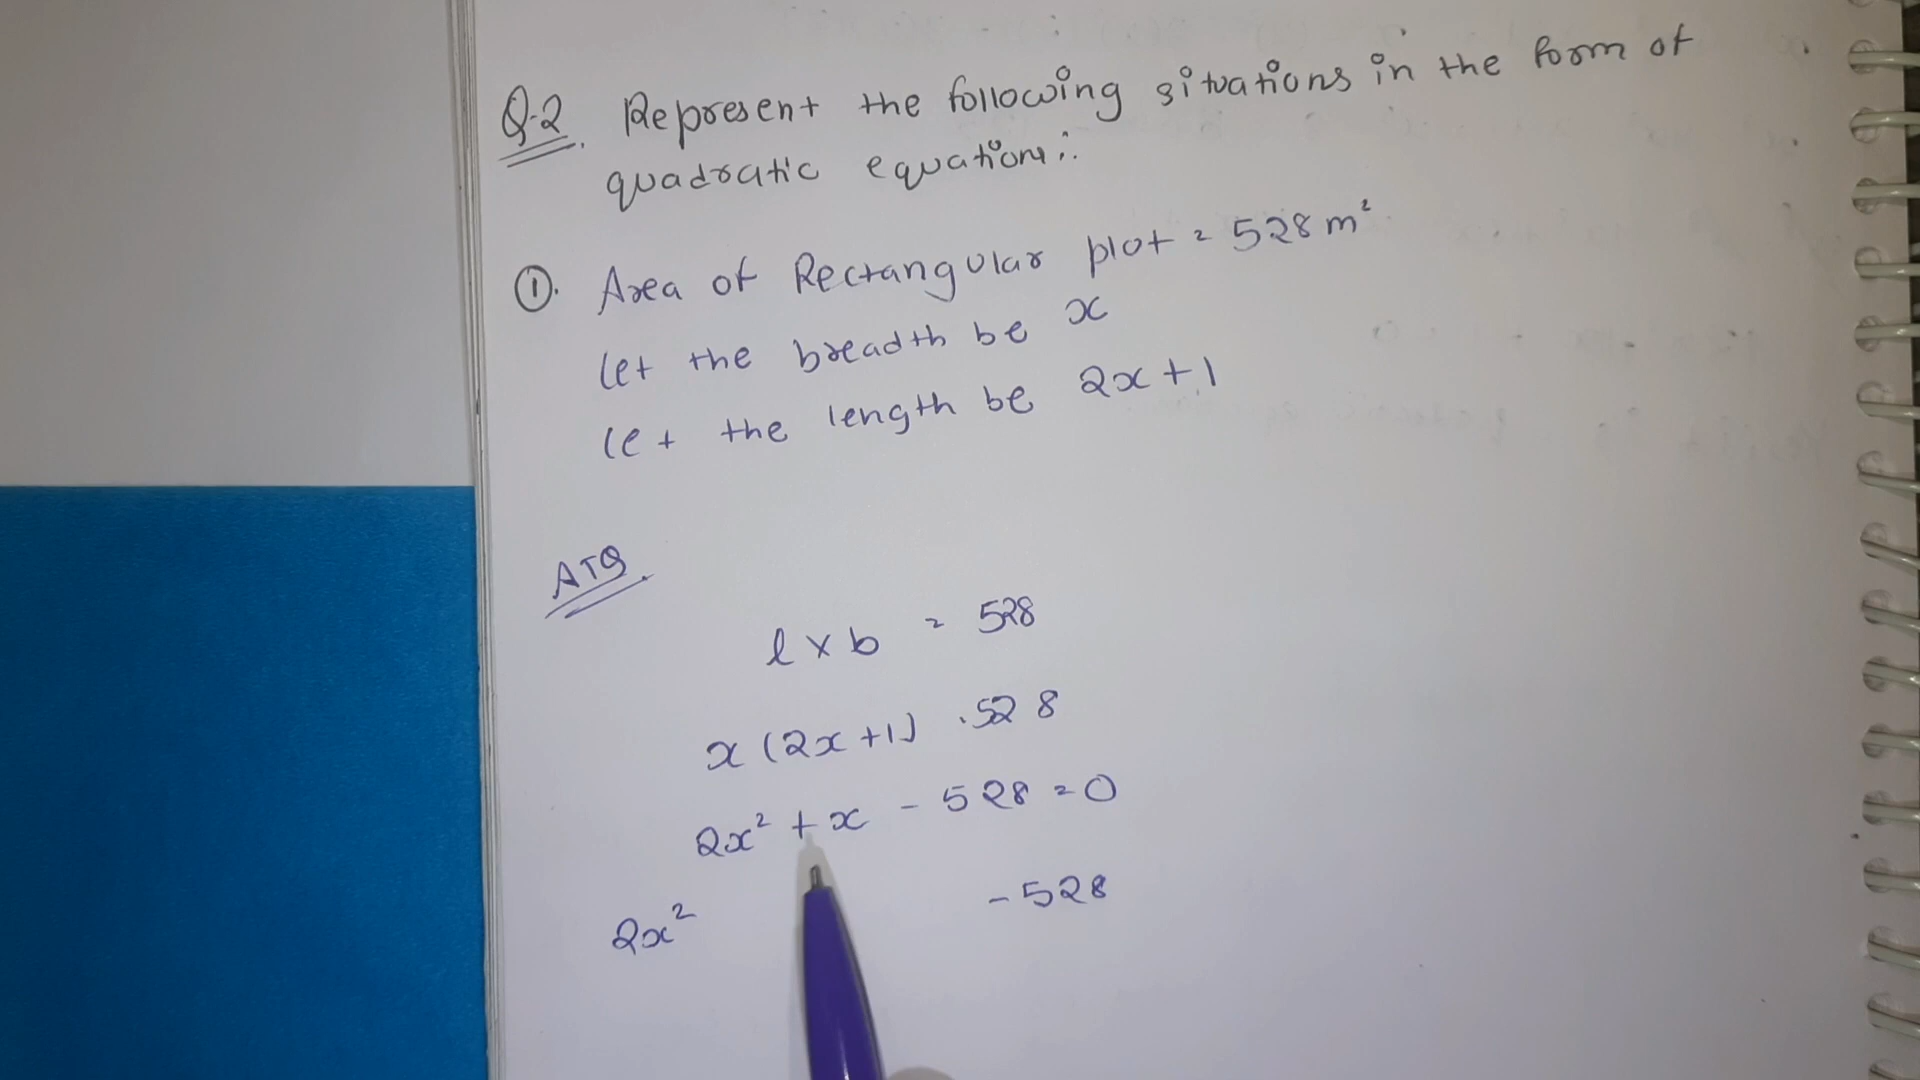 Q.2. Represent the following situations in the form of
quadratic equation:
①. Area of Rectangular plot = 528 m²
let the breadth be x
let the length be 2x+1
ATQ.
l × b = 528
x (2x+1) . 528
2x² + x - 528 = 0
2x² - 528